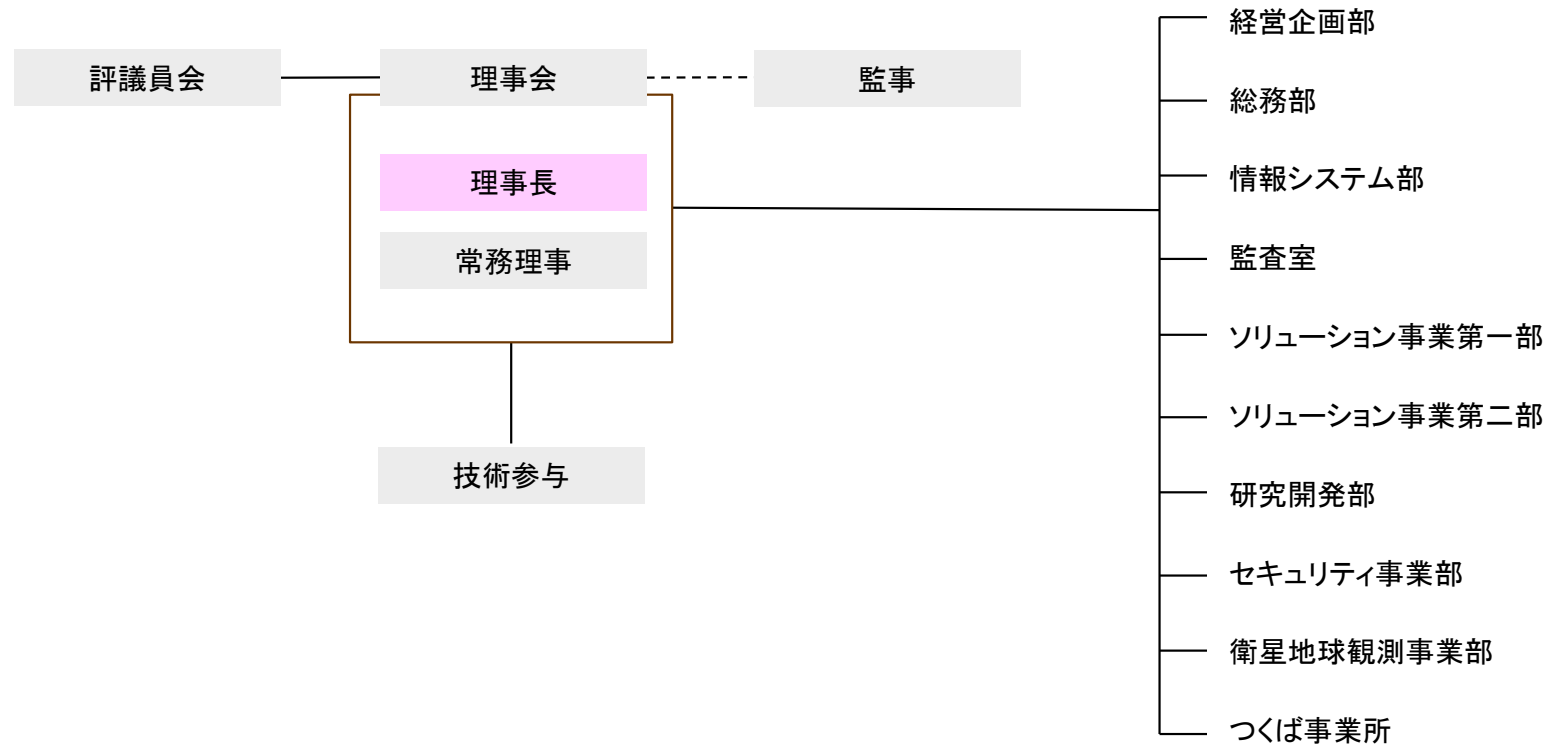 評議員会
理事会
監事
理事長
常務理事
技術参与
経営企画部
総務部
情報システム部
監査室
ソリューション事業第一部
ソリューション事業第二部
研究開発部
セキュリティ事業部
衛星地球観測事業部
つくば事業所